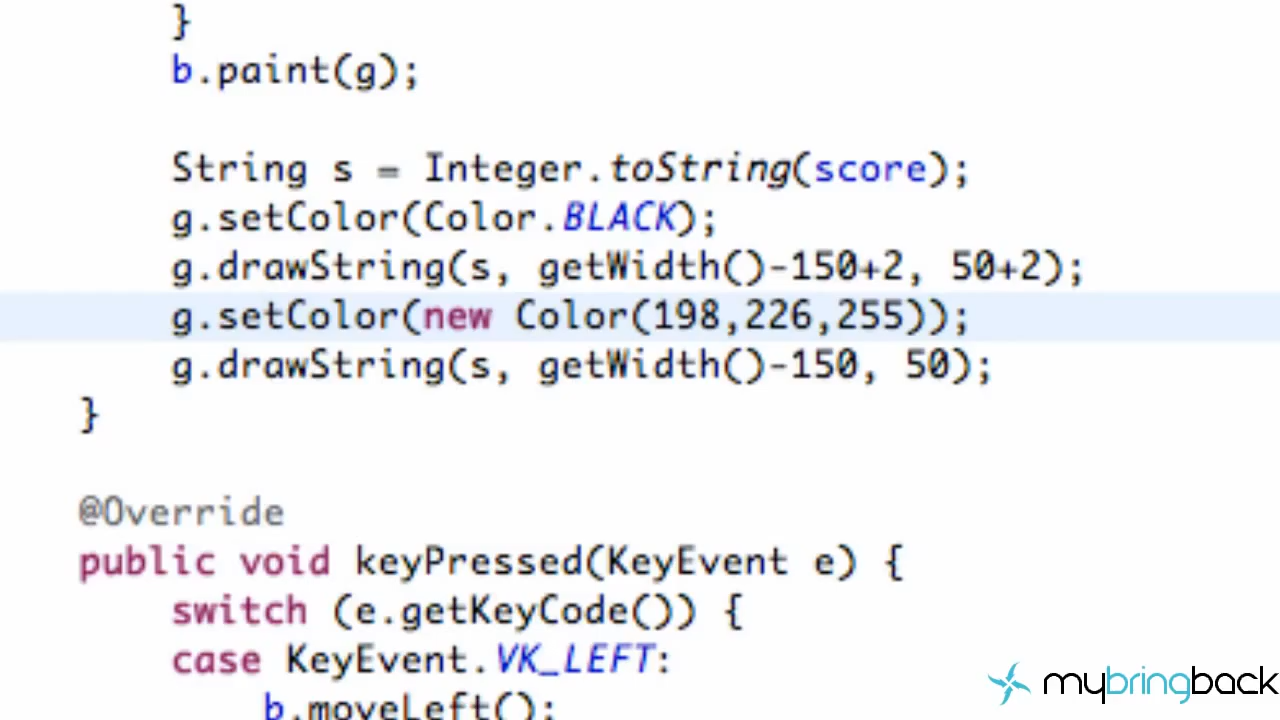 }
b.paint(g);
String s = Integer.toString(score);
g.setColor(Color.BLACK);
g.drawString(s, getWidth()-150+2, 50+2);
g.setColor(new Color(198,226,255));
g.drawString(s, getWidth()-150, 50);
}
@Override
public void keyPressed(KeyEvent e) {
switch (e.getKeyCode()) {
case KeyEvent.VK_LEFT:
b.moveLeft();
mybringback